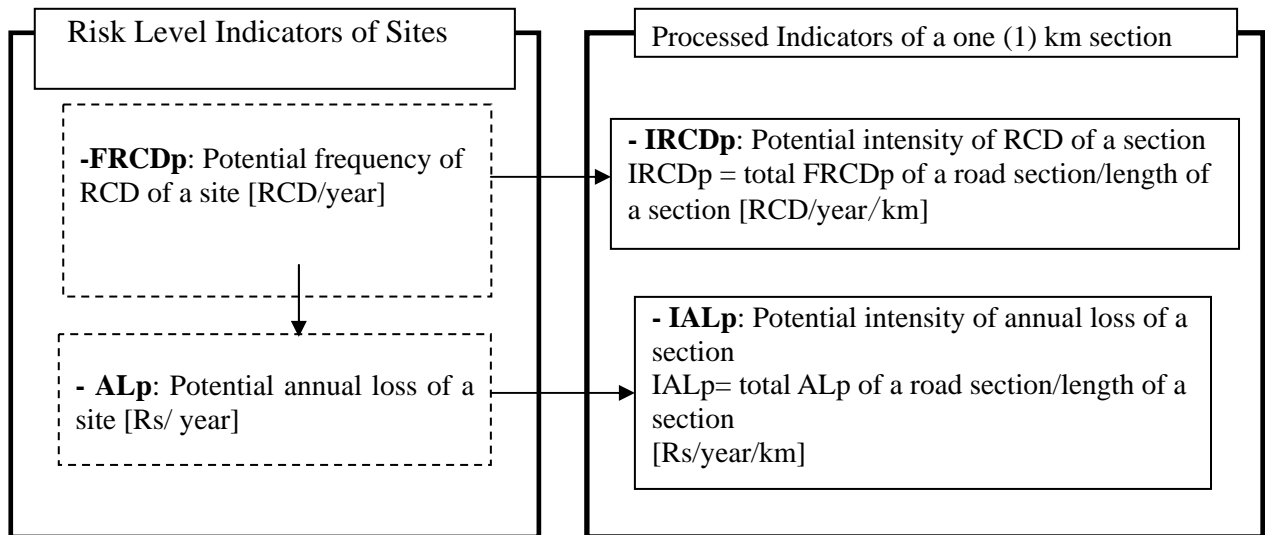 Risk Level Indicators of Sites
-FRCDp: Potential frequency of
RCD of a site [RCD/year]
- ALp: Potential annual loss of a
site [Rs/ year]
Processed Indicators of a one (1) km section
- IRCDp: Potential intensity of RCD of a section
IRCDp = total FRCDp of a road section/length of
a section [RCD/year/km]
- IALp: Potential intensity of annual loss of a
section
IALp= total ALp of a road section/length of a
section
[Rs/year/km]